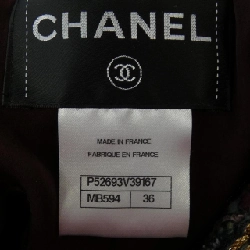 CHANEL
MADE IN FRANCE
FABRIQUE EN FRANCE
P52693V39167
MB594 36